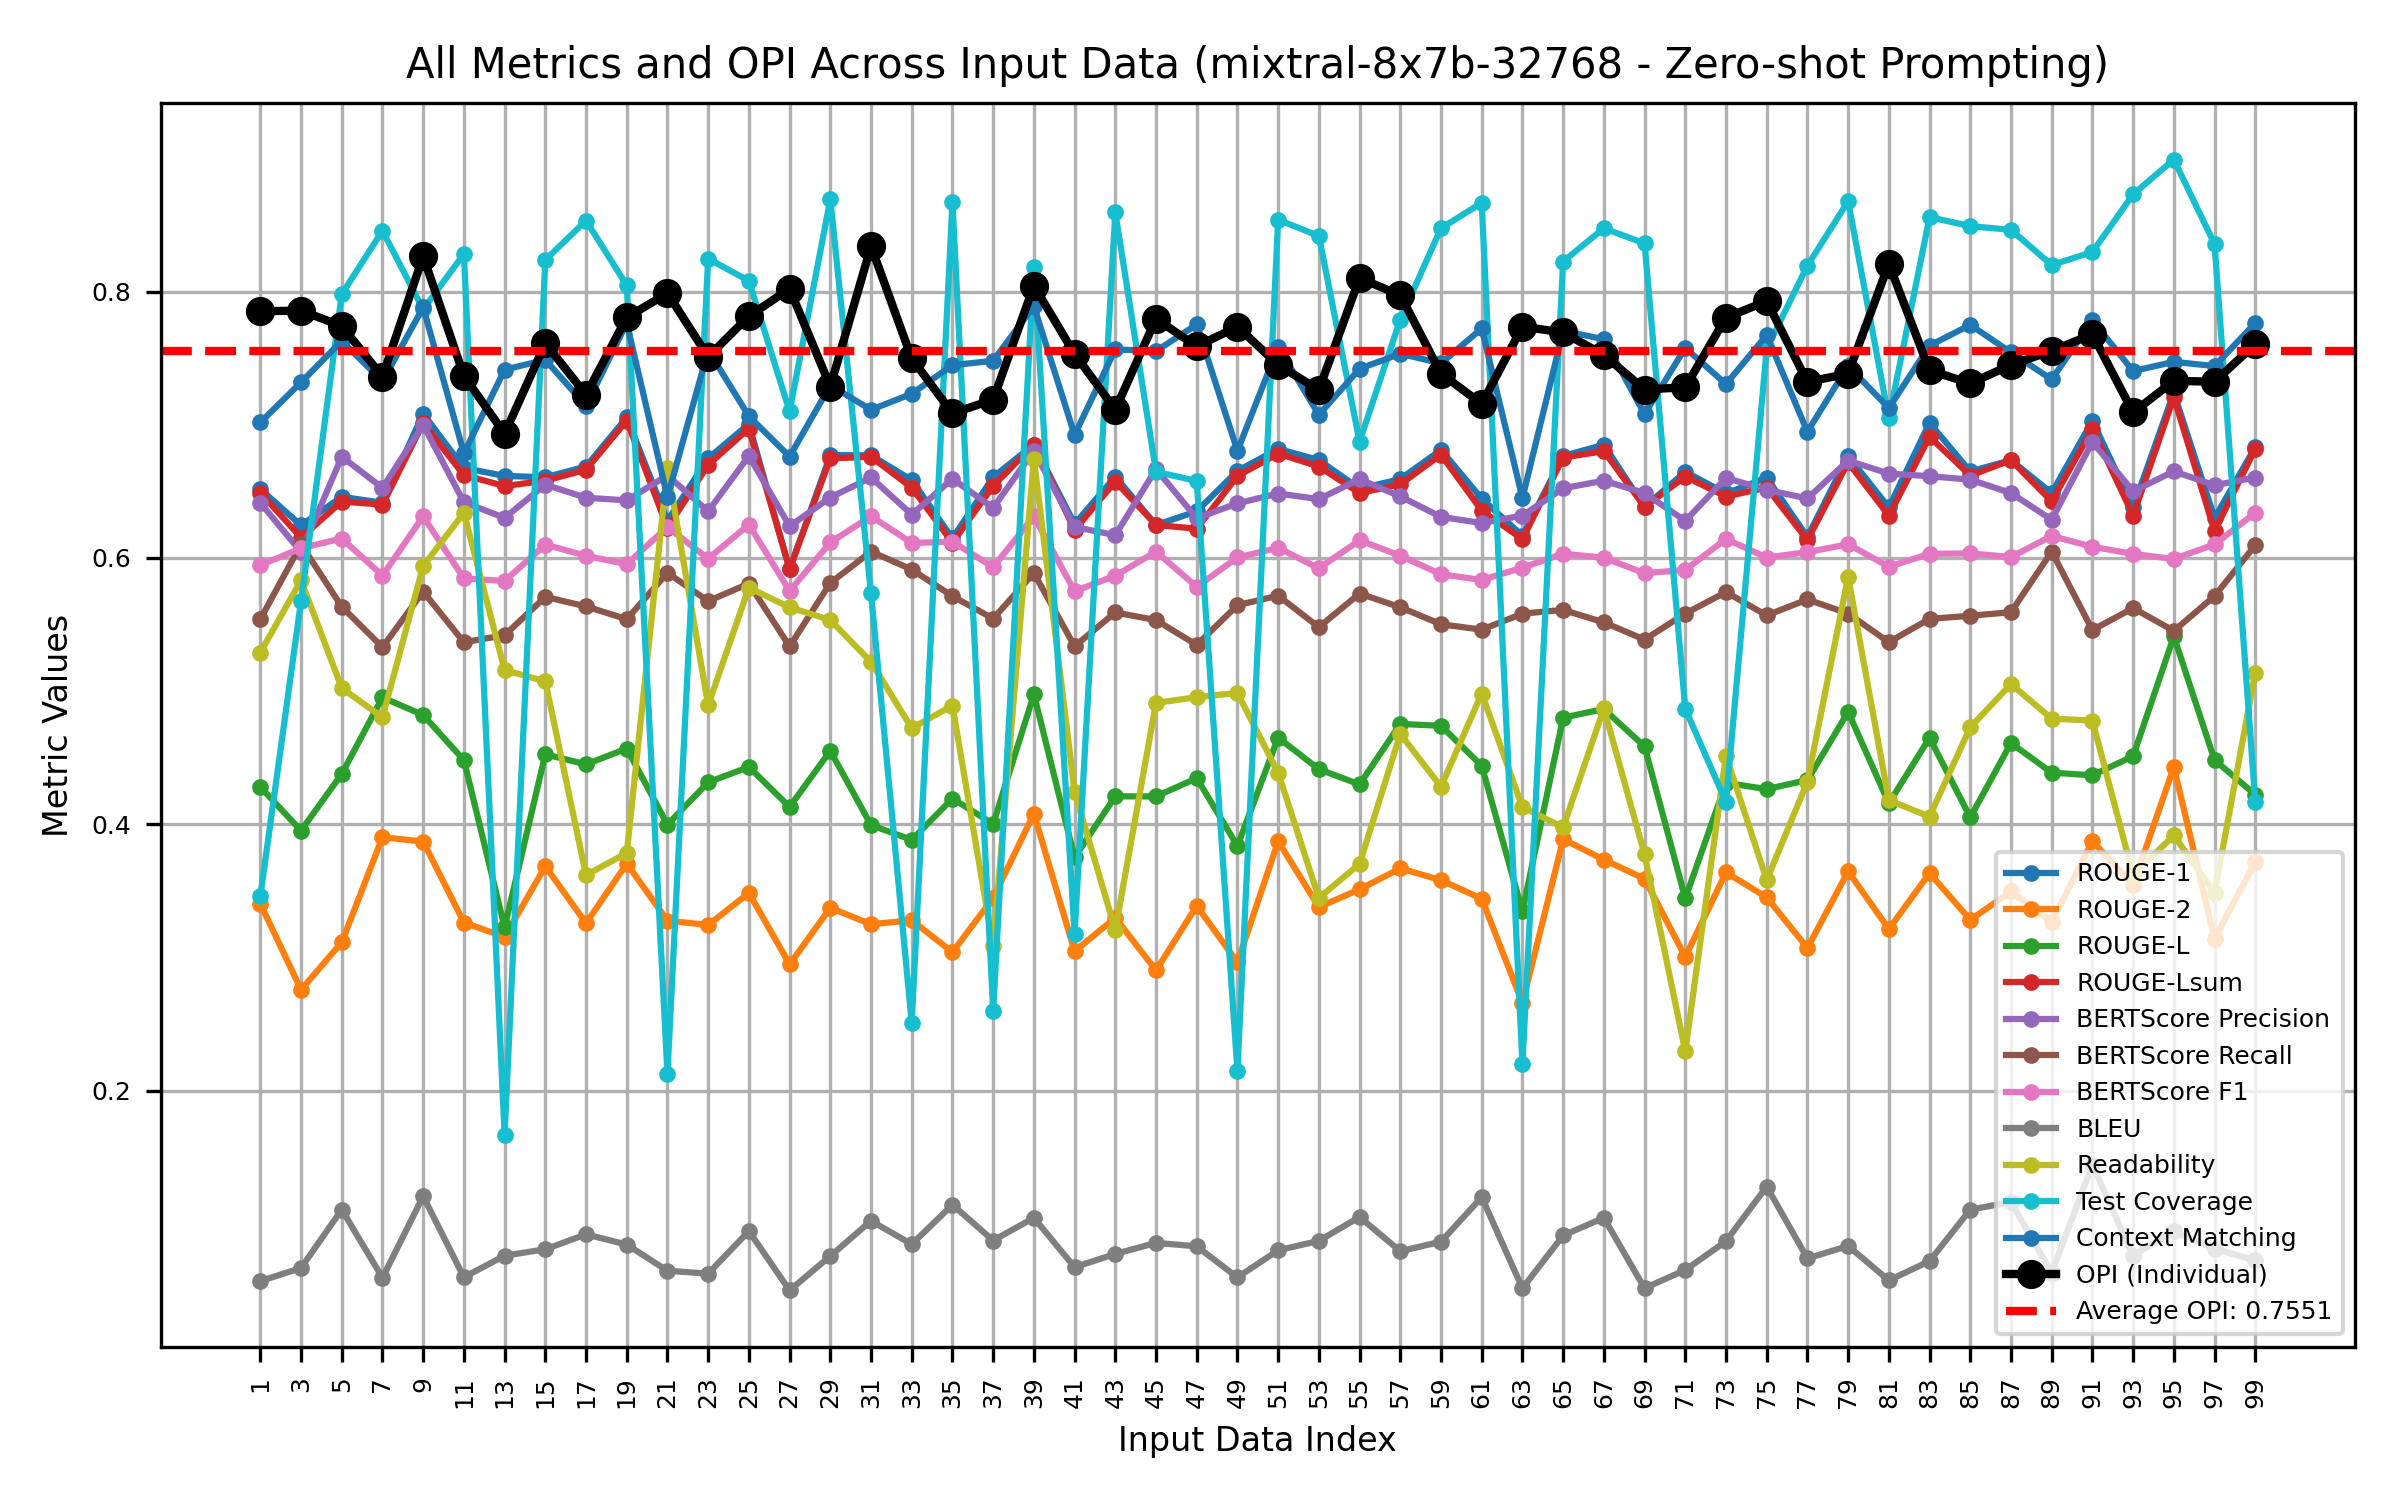 All Metrics and OPI Across Input Data (mixtral-8x7b-32768 - Zero-shot Prompting)
Metric Values
0.8
0.6
0.4
0.2
ROUGE-1
ROUGE-2
ROUGE-L
ROUGE-Lsum
BERTScore Precision
BERTScore Recall
BERTScore F1
BLEU
Readability
Test Coverage
Context Matching
OPI (Individual)
Average OPI: 0.7551
1 3 5 7 9 11 13 15 17 19 21 23 25 27 29 31 33 35 37 39 41 43 45 47 49 51 53 55 57 59 61 63 65 67 69 71 73 75 77 79 81 83 85 87 89 91 93 95 97 99
Input Data Index